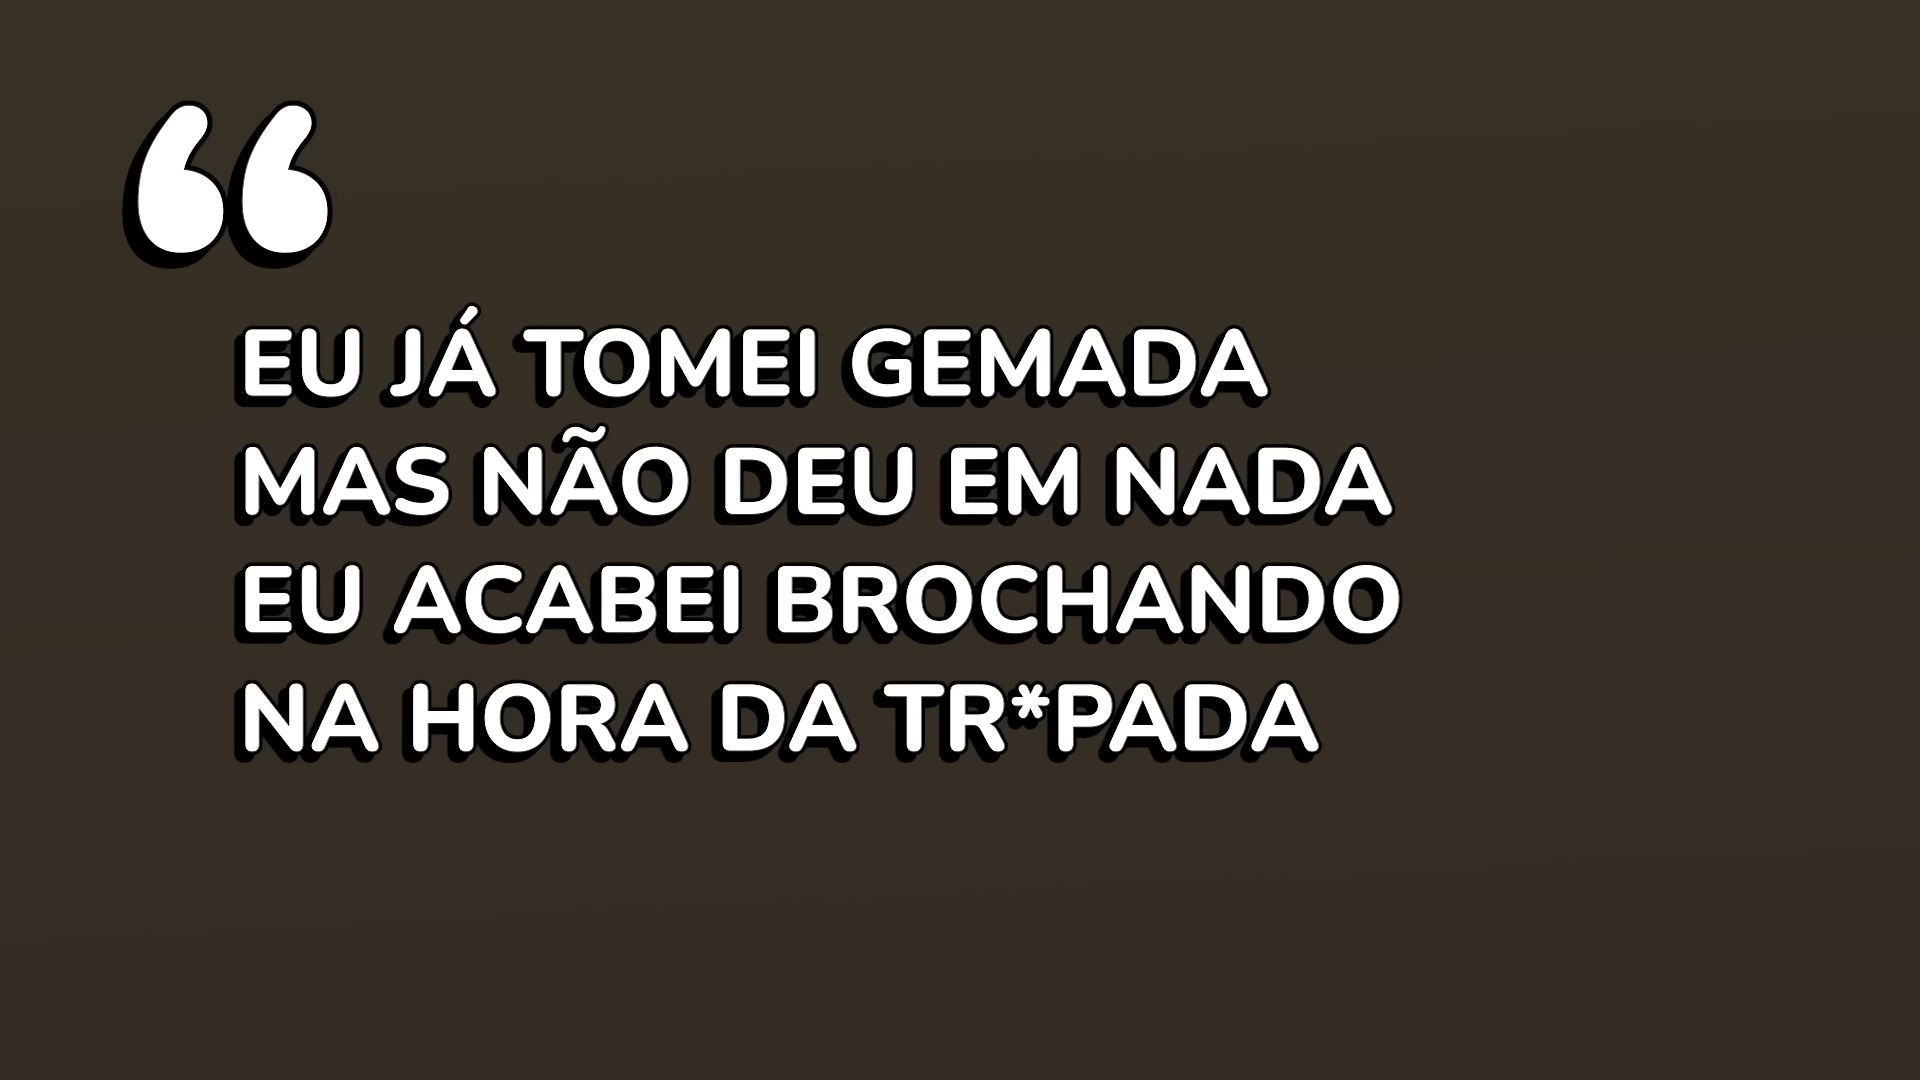 “
EU JÁ TOMEI GEMADA
MAS NÃO DEU EM NADA
EU ACABEI BROCHANDO
NA HORA DA TR*PADA